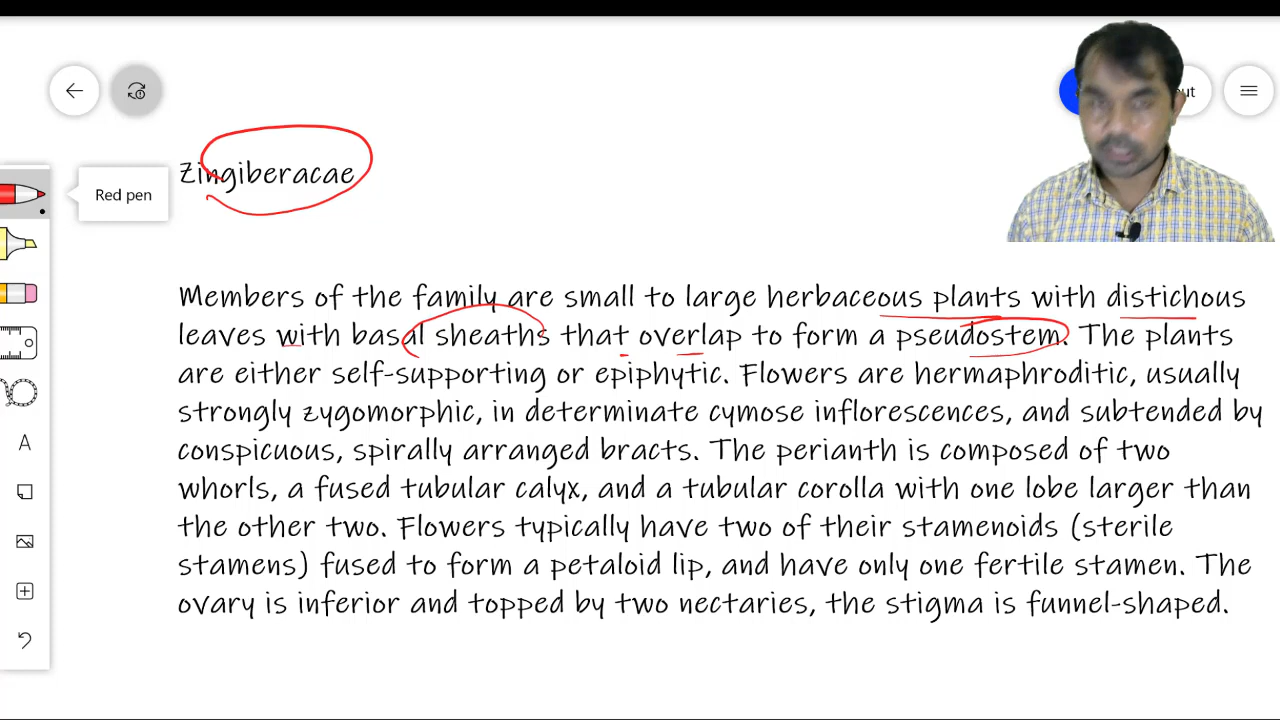 out
Zingiberacae
Red pen
Members of the family are small to large herbaceous plants with distichous
leaves with basal sheaths that overlap to form a pseudostem. The plants
are either self-supporting or epiphytic. Flowers are hermaphroditic, usually
strongly zygomorphic, in determinate cymose inflorescences, and subtended by
conspicuous, spirally arranged bracts. The perianth is composed of two
whorls, a fused tubular calyx, and a tubular corolla with one lobe larger than
the other two. Flowers typically have two of their stamenoids (sterile
stamens) fused to form a petaloid lip, and have only one fertile stamen. The
ovary is inferior and topped by two nectaries, the stigma is funnel-shaped.
A